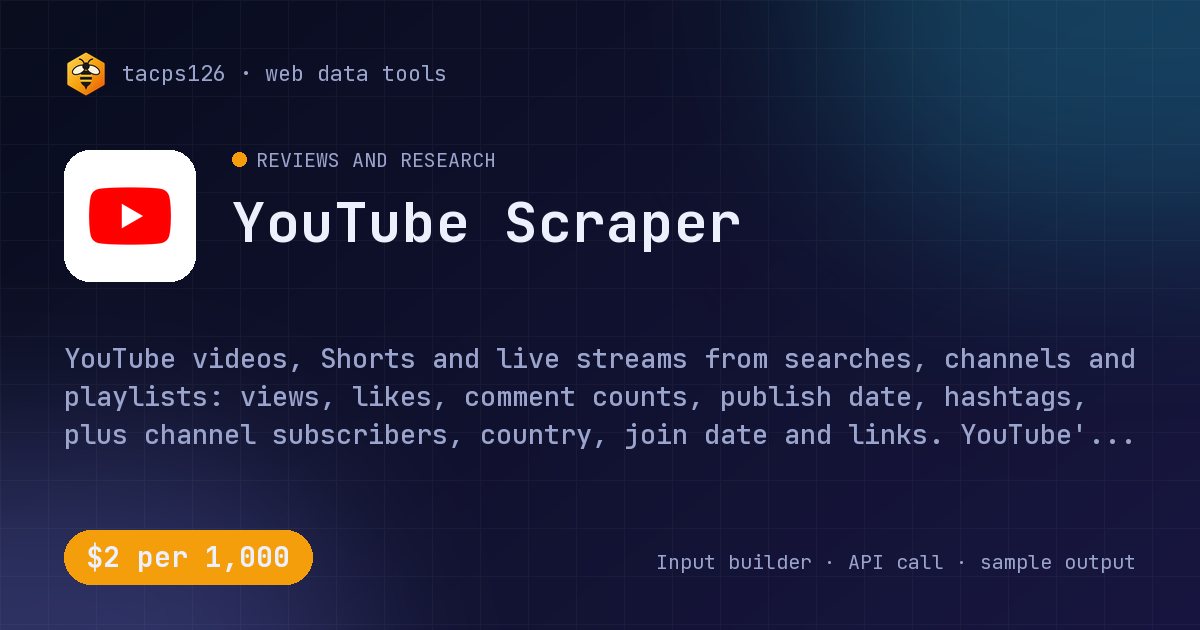 tacps126 · web data tools
REVIEWS AND RESEARCH
YouTube Scraper
YouTube videos, Shorts and live streams from searches, channels and
playlists: views, likes, comment counts, publish date, hashtags,
plus channel subscribers, country, join date and links. YouTube'...
$2 per 1,000
Input builder · API call · sample output